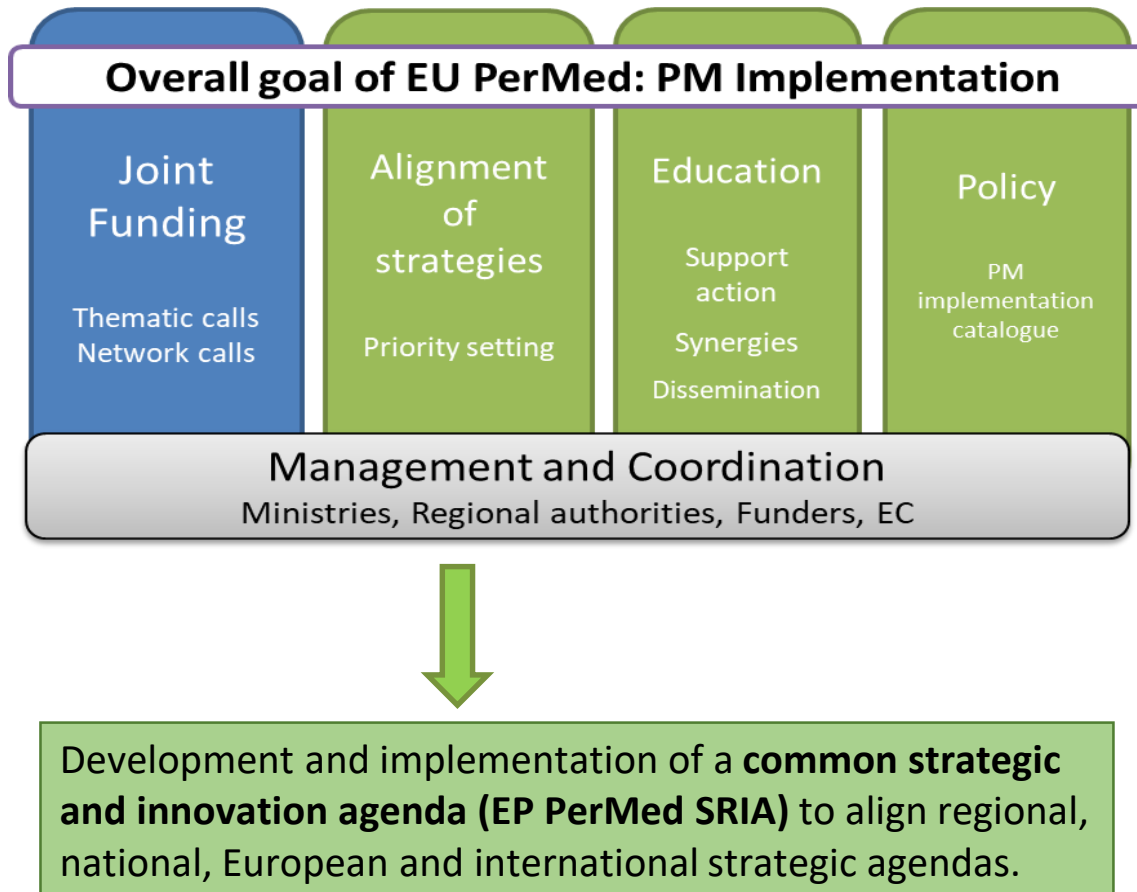 Overall goal of EU PerMed: PM Implementation
Joint
Funding
Thematic calls
Network calls
Alignment
of
strategies
Priority setting
Education
Support
action
Synergies
Dissemination
Policy
PM
implementation
catalogue
Management and Coordination
Ministries, Regional authorities, Funders, EC
Development and implementation of a common strategic
and innovation agenda (EP PerMed SRIA) to align regional,
national, European and international strategic agendas.